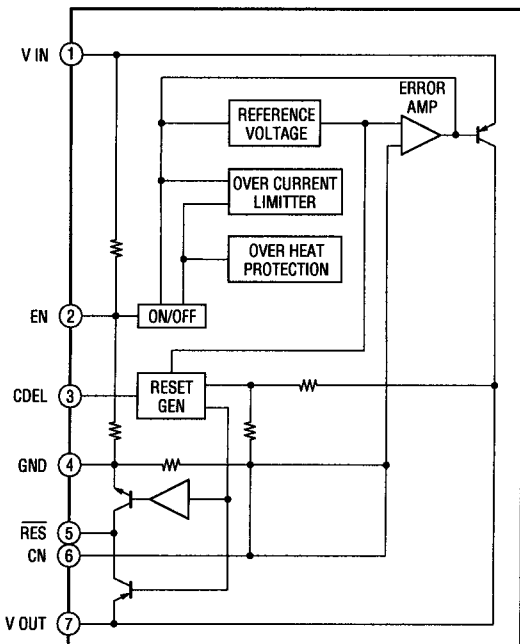 V IN 1
ERROR
AMP
REFERENCE
VOLTAGE
OVER CURRENT
LIMITTER
OVER HEAT
PROTECTION
EN 2
ON/OFF
CDEL 3
RESET
GEN
GND 4
RES 5
CN 6
V OUT 7